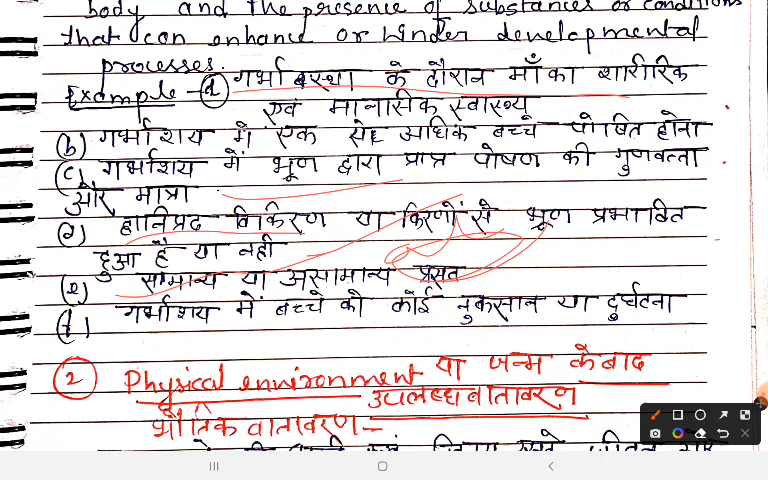 body and the presence of substances or conditions
that can enhance or hinder developmental
processes.
Example - (a) गर्भावस्था के दौरान माँ का शारीरिक
एवं मानसिक स्वास्थ्य
(b) गर्भाशय में एक से अधिक बच्चे पोषित होना
(c) गर्भाशय में भ्रूण द्वारा प्राप्त पोषण की गुणवत्ता
और मात्रा
(d) हानिप्रद विकिरण या किरणों से भ्रूण प्रभावित
हुआ है या नही
(e) सामान्य या असामान्य प्रसव
(f) गर्भाशय में बच्चे को कोई नुकसान या दुर्घटना
(2) Physical environment या जन्म के बाद
उपलब्ध वातावरण
भौतिक वातावरण -